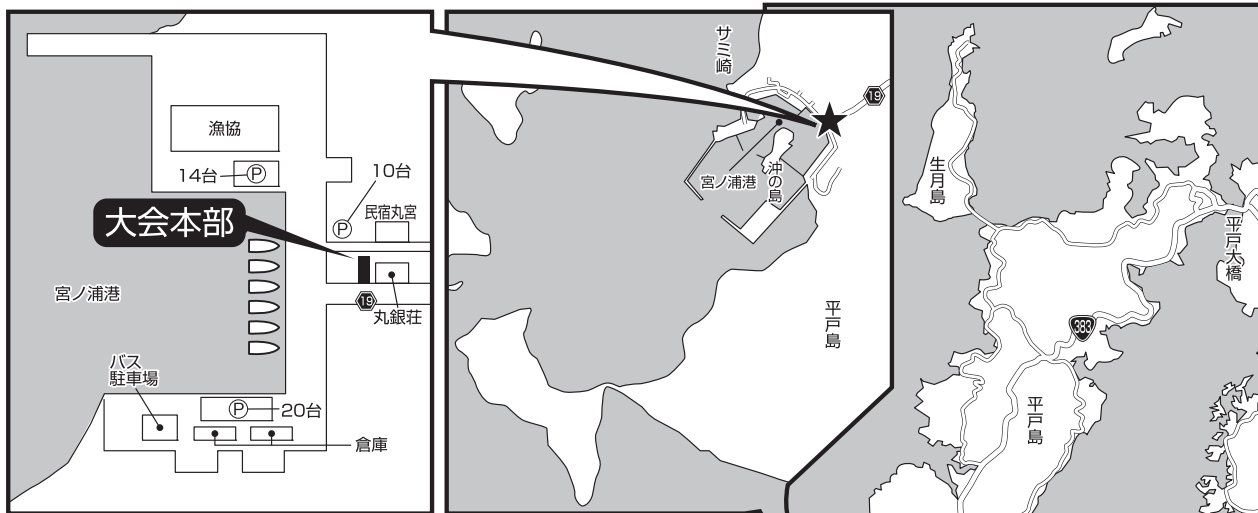 漁協
14台
Ⓟ
10台
Ⓟ
民宿丸宮
大会本部
宮ノ浦港
19
丸銀荘
バス
駐車場
Ⓟ
20台
倉庫
サミ崎
19
宮ノ浦港
沖の島
平戸島
生月島
平戸大橋
383
平戸島